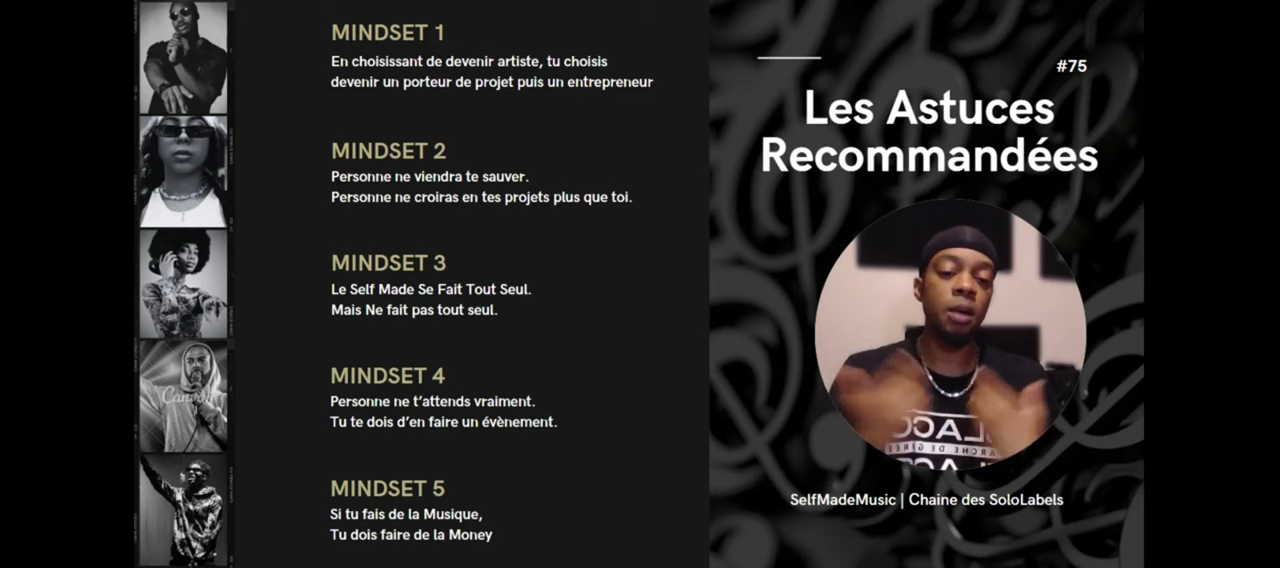 MINDSET 1
En choisissant de devenir artiste, tu choisis
devenir un porteur de projet puis un entrepreneur
MINDSET 2
Personne ne viendra te sauver.
Personne ne croiras en tes projets plus que toi.
MINDSET 3
Le Self Made Se Fait Tout Seul.
Mais Ne fait pas tout seul.
MINDSET 4
Personne ne t'attends vraiment.
Tu te dois d'en faire un évènement.
MINDSET 5
Si tu fais de la Musique,
Tu dois faire de la Money
#75
Les Astuces
Recommandées
SelfMadeMusic | Chaine des SoloLabels